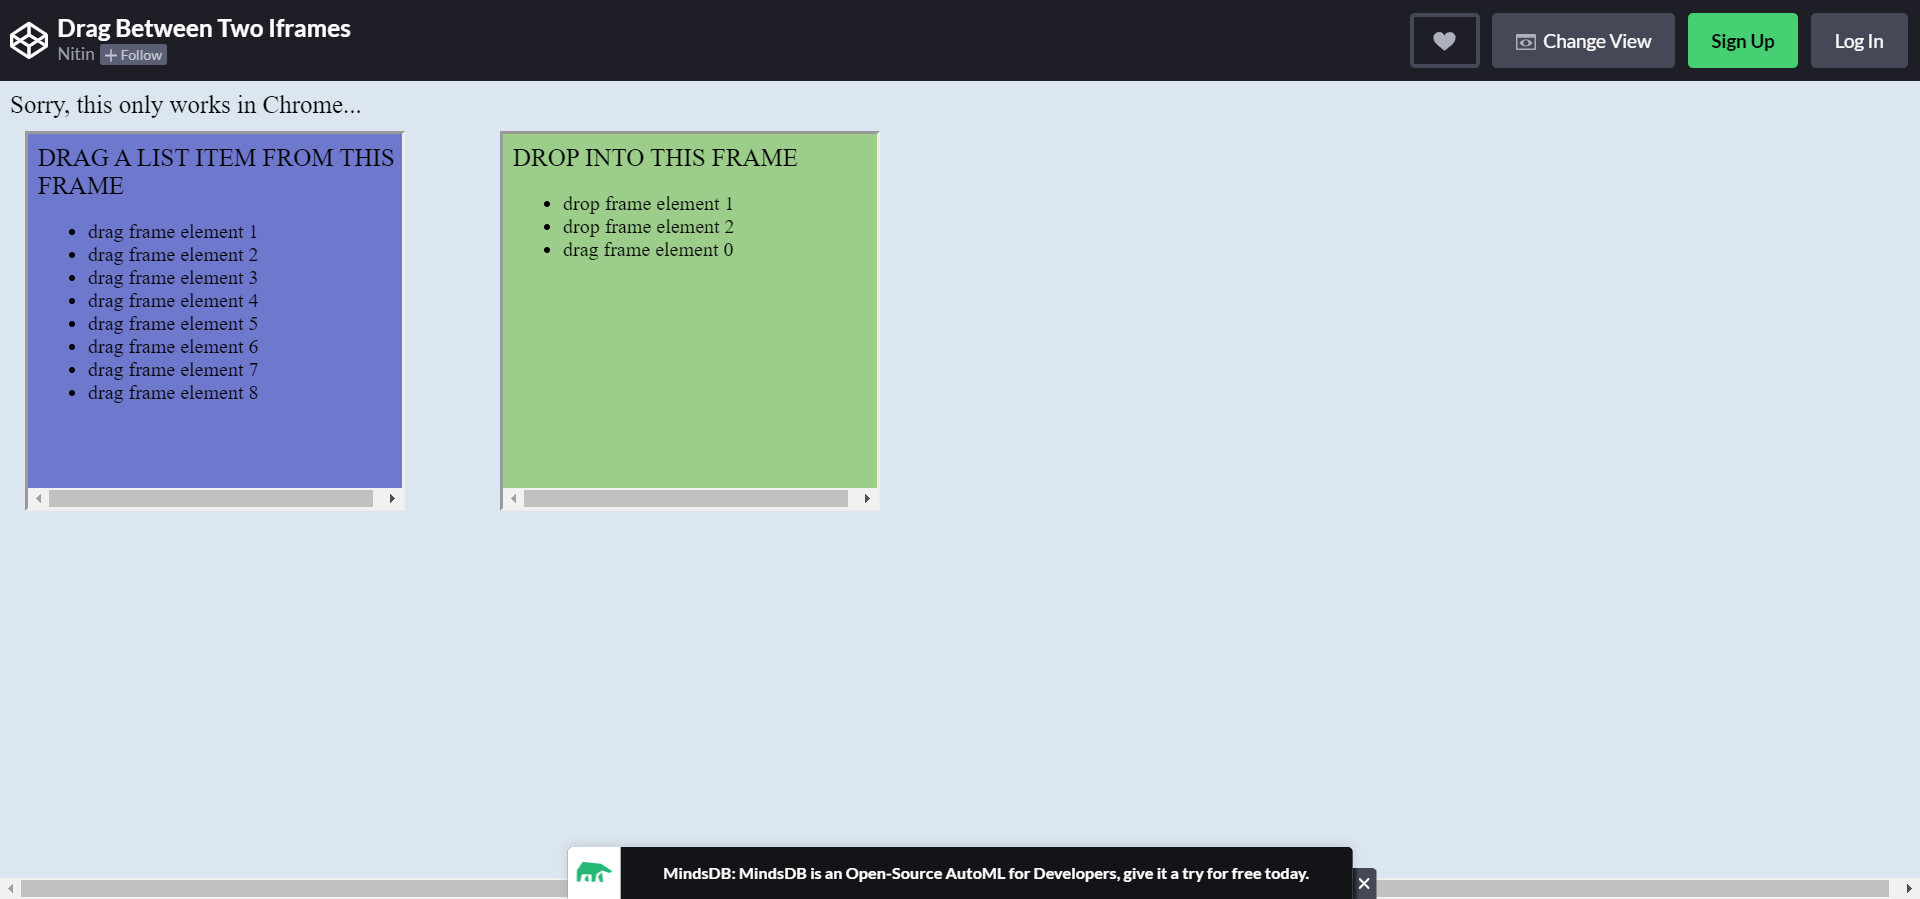 Drag Between Two Iframes
Nitin + Follow
Change View
Sign Up
Log In
Sorry, this only works in Chrome...
DRAG A LIST ITEM FROM THIS
FRAME
• drag frame element 1
• drag frame element 2
• drag frame element 3
• drag frame element 4
• drag frame element 5
• drag frame element 6
• drag frame element 7
• drag frame element 8
DROP INTO THIS FRAME
• drop frame element 1
• drop frame element 2
• drag frame element 0
MindsDB: MindsDB is an Open-Source AutoML for Developers, give it a try for free today.